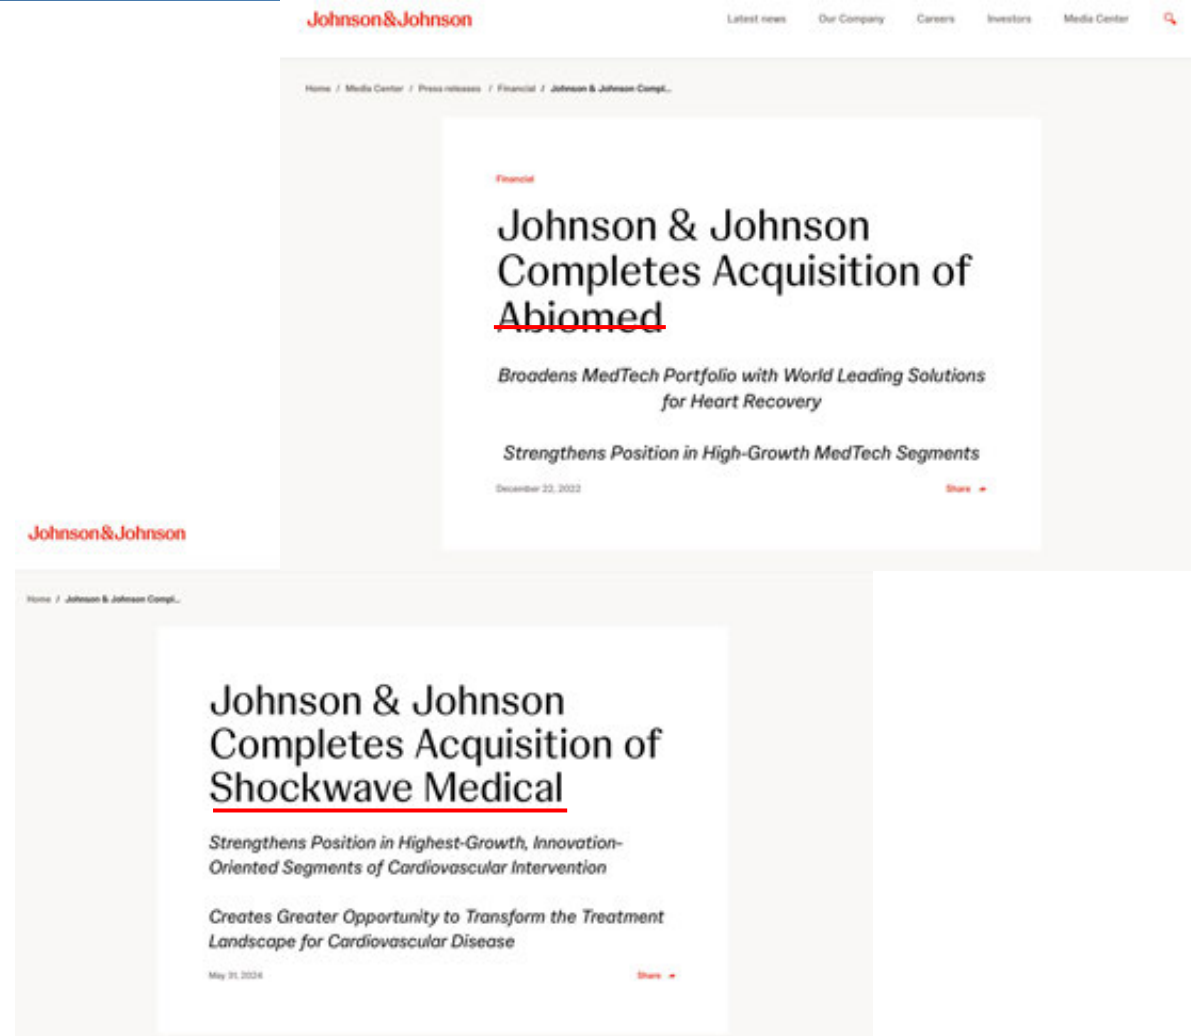 Johnson&Johnson
Latest news Our Company Careers Investors Media Center
Home / Media Center / Press releases / Financial / Johnson & Johnson Compl...
Financial
Johnson & Johnson
Completes Acquisition of
Abiomed
Broadens MedTech Portfolio with World Leading Solutions
for Heart Recovery
Strengthens Position in High-Growth MedTech Segments
December 22, 2022 Share
Johnson&Johnson
Home / Johnson & Johnson Compl...
Johnson & Johnson
Completes Acquisition of
Shockwave Medical
Strengthens Position in Highest-Growth, Innovation-
Oriented Segments of Cardiovascular Intervention
Creates Greater Opportunity to Transform the Treatment
Landscape for Cardiovascular Disease
May 31, 2024 Share